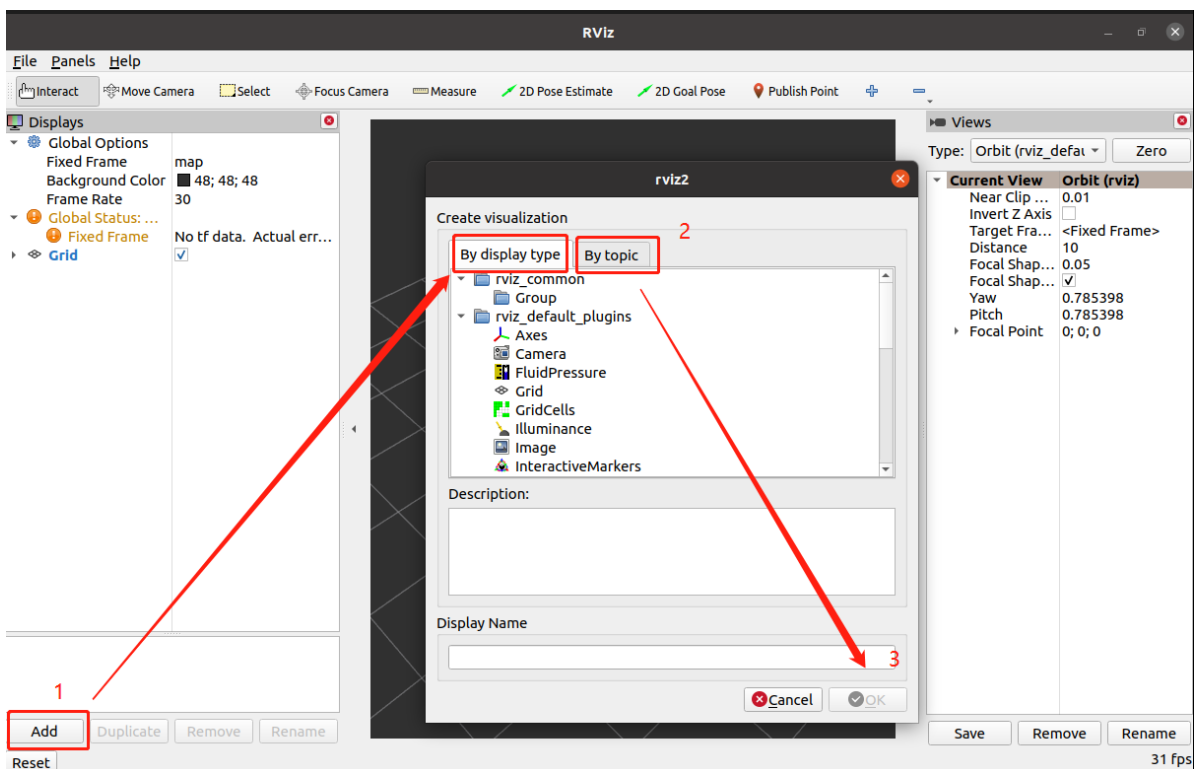 RViz
File Panels Help
Interact Move Camera Select Focus Camera Measure 2D Pose Estimate 2D Goal Pose Publish Point
Displays
Global Options
Fixed Frame map
Background Color 48; 48; 48
Frame Rate 30
Global Status: ...
Fixed Frame No tf data. Actual err...
Grid
1
Add Duplicate Remove Rename
Reset
rviz2
Create visualization
2
By display type By topic
rviz_common
Group
rviz_default_plugins
Axes
Camera
FluidPressure
Grid
GridCells
Illuminance
Image
InteractiveMarkers
Description:
Display Name
3
Cancel OK
Views
Type: Orbit (rviz_defau Zero
Current View Orbit (rviz)
Near Clip ... 0.01
Invert Z Axis
Target Fra... <Fixed Frame>
Distance 10
Focal Shap... 0.05
Focal Shap...
Yaw 0.785398
Pitch 0.785398
Focal Point 0; 0; 0
Save Remove Rename
31 fps